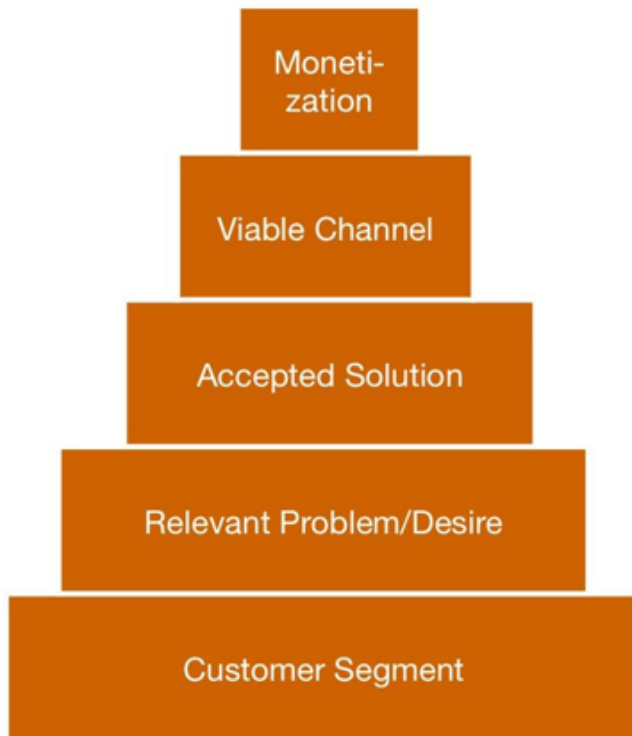 Moneti-
zation
Viable Channel
Accepted Solution
Relevant Problem/Desire
Customer Segment